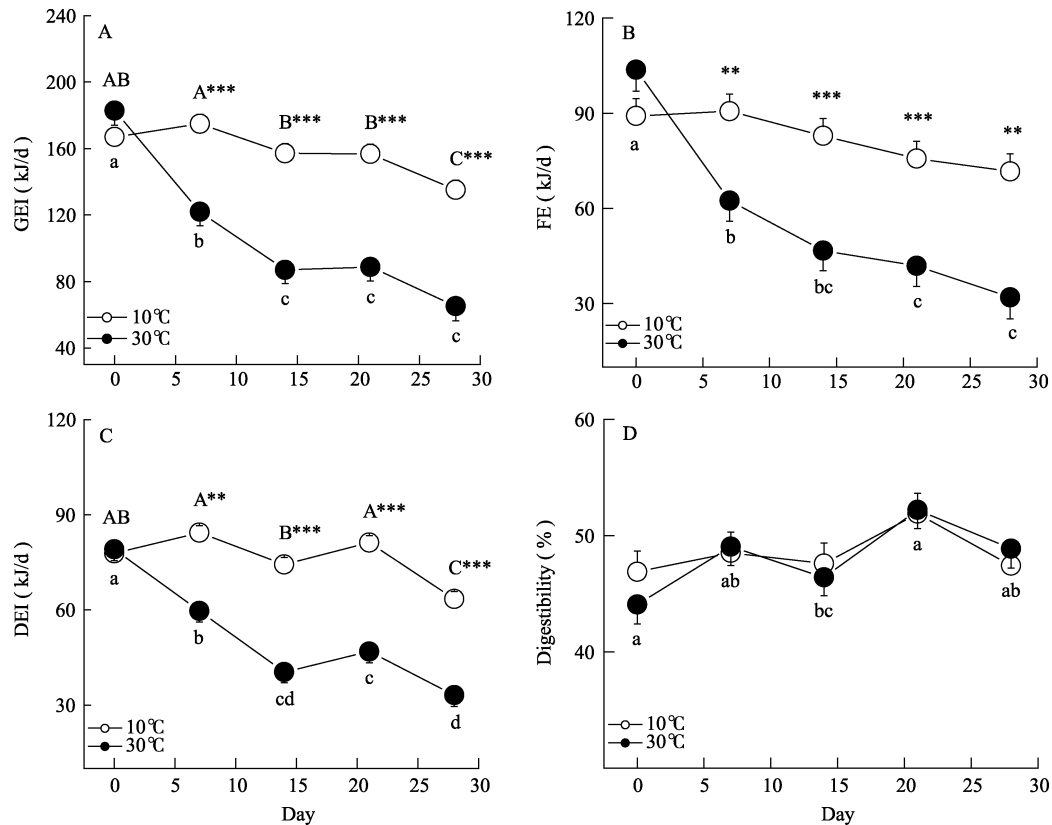 A
240
200
160
120
80
40
GEI ( kJ/d )
AB
A***
B***
B***
C***
a
b
c
c
c
10℃
30℃
0 5 10 15 20 25 30
B
90
60
30
FE ( kJ/d )
**
***
***
**
a
b
bc
c
c
10℃
30℃
0 5 10 15 20 25 30
C
120
90
60
30
DEI ( kJ/d )
AB
A**
B***
A***
C***
a
b
cd
c
d
10℃
30℃
0 5 10 15 20 25 30
Day
D
60
50
40
Digestibility ( % )
a
ab
bc
a
ab
10℃
30℃
0 5 10 15 20 25 30
Day